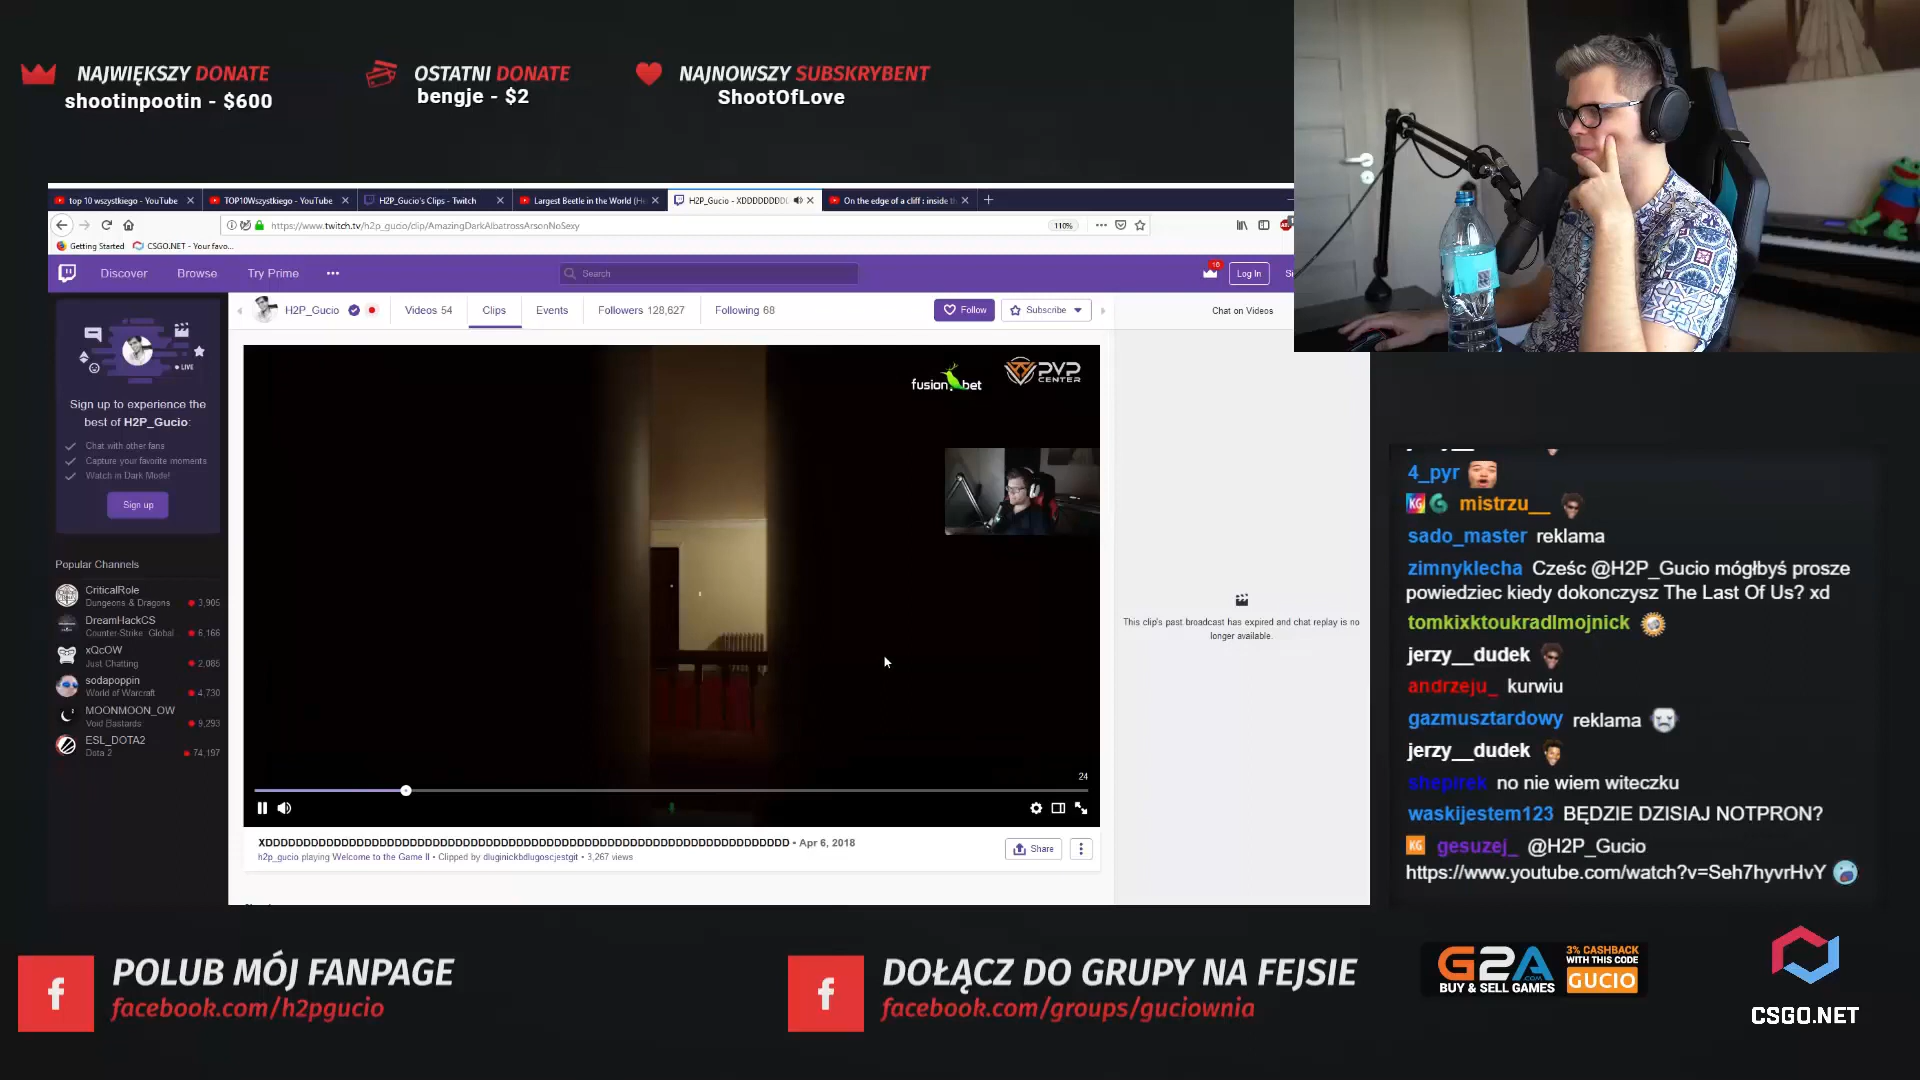 NAJWIĘKSZY DONATE
shootinpootin - $600
OSTATNI DONATE
bengje - $2
NAJNOWSZY SUBSKRYBENT
ShootOfLove
top 10 wszystkiego - YouTube
TOP10Wszystkiego - YouTube
H2P_Gucio's Clips - Twitch
Largest Beetle in the World (He
H2P_Gucio - XDDDDDDDD
On the edge of a cliff : inside th
https://www.twitch.tv/h2p_gucio/clip/AmazingDarkAlbatrossArsonNoSexy
110%
Getting Started
CSGO.NET - Your favo...
Discover
Browse
Try Prime
Search
16
Log In
H2P_Gucio
Videos 54
Clips
Events
Followers 128,627
Following 68
Follow
Subscribe
Chat on Videos
LIVE
Sign up to experience the
best of H2P_Gucio:
Chat with other fans
Capture your favorite moments
Watch in Dark Mode!
Sign up
Popular Channels
CriticalRole
Dungeons & Dragons
3,905
DreamHackCS
Counter-Strike: Global
6,166
xQcOW
Just Chatting
2,085
sodapoppin
World of Warcraft
4,730
MOONMOON_OW
Void Bastards
9,293
ESL_DOTA2
Dota 2
74,197
fusion.bet
PVP
CENTER
24
This clip's past broadcast has expired and chat replay is no
longer available.
- Apr 6, 2018
h2p_gucio playing Welcome to the Game II • Clipped by dluginickbdlugoscjestgit • 3,267 views
Share
4_pyr
KG mistrzu__
sado_master reklama
zimnyklecha Cześc @H2P_Gucio mógłbyś prosze
powiedziec kiedy dokonczysz The Last Of Us? xd
tomkixktoukradlmojnick
jerzy__dudek
andrzeju_ kurwiu
gazmusztardowy reklama
jerzy__dudek
shepirek no nie wiem witeczku
waskijestem123 BĘDZIE DZISIAJ NOTPRON?
KG gesuzej_ @H2P_Gucio
https://www.youtube.com/watch?v=Seh7hyvrHvY
f
POLUB MÓJ FANPAGE
facebook.com/h2pgucio
f
DOŁĄCZ DO GRUPY NA FEJSIE
facebook.com/groups/guciownia
G2A.COM
BUY & SELL GAMES
3% CASHBACK
WITH THIS CODE
GUCIO
CSGO.NET